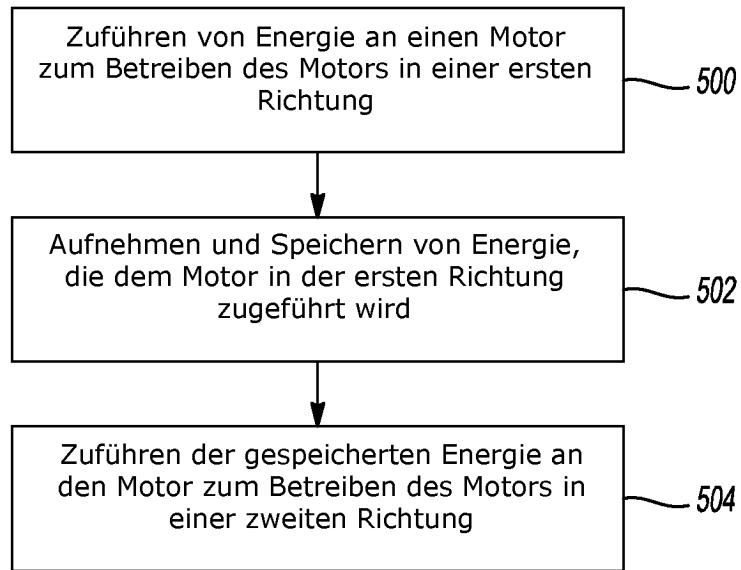 Zuführen von Energie an einen Motor
zum Betreiben des Motors in einer ersten
Richtung
500
Aufnehmen und Speichern von Energie,
die dem Motor in der ersten Richtung
zugeführt wird
502
Zuführen der gespeicherten Energie an
den Motor zum Betreiben des Motors in
einer zweiten Richtung
504